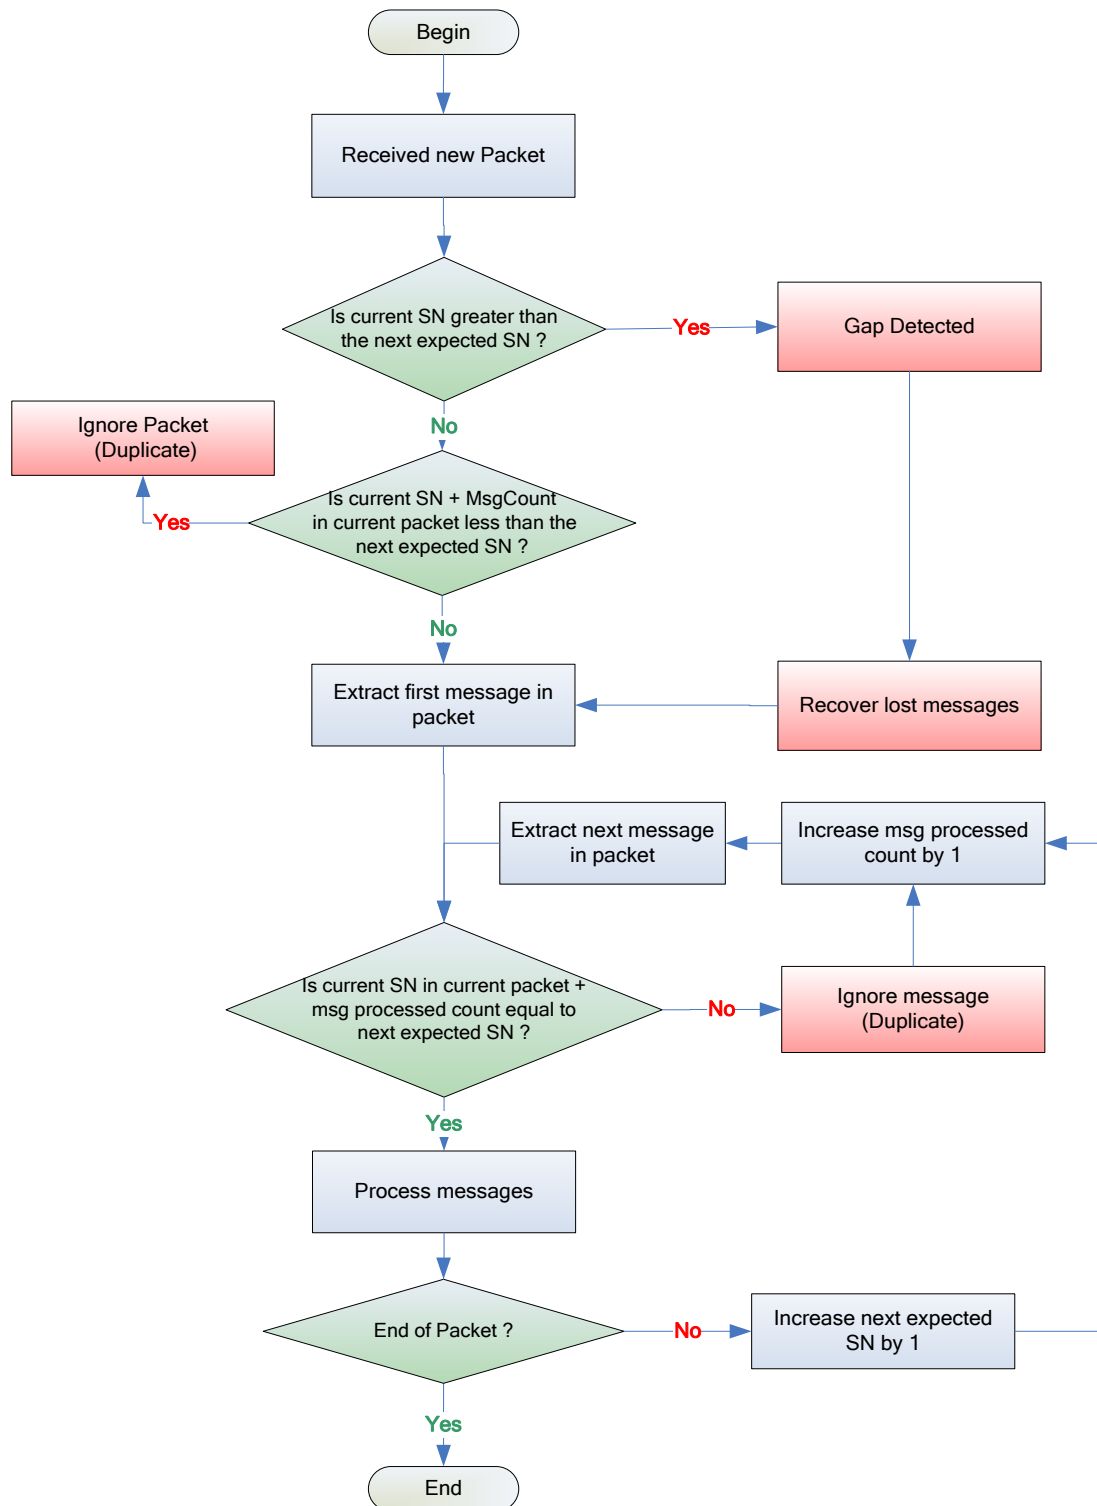 Begin
Received new Packet
Is current SN greater than
the next expected SN ?
Yes
Gap Detected
No
Ignore Packet
(Duplicate)
Is current SN + MsgCount
in current packet less than the
next expected SN ?
Yes
No
Extract first message in
packet
Recover lost messages
Extract next message
in packet
Increase msg processed
count by 1
Is current SN in current packet +
msg processed count equal to
next expected SN ?
No
Ignore message
(Duplicate)
Yes
Process messages
End of Packet ?
No
Increase next expected
SN by 1
Yes
End